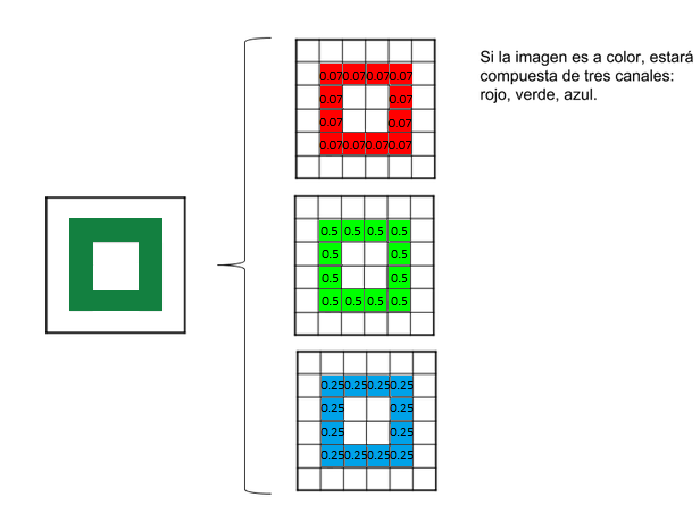 Si la imagen es a color, estará
compuesta de tres canales:
rojo, verde, azul.
0.07 0.07 0.07 0.07
0.07 0.07
0.07 0.07
0.07 0.07 0.07 0.07
0.5 0.5 0.5 0.5
0.5 0.5
0.5 0.5
0.5 0.5 0.5 0.5
0.25 0.25 0.25 0.25
0.25 0.25
0.25 0.25
0.25 0.25 0.25 0.25